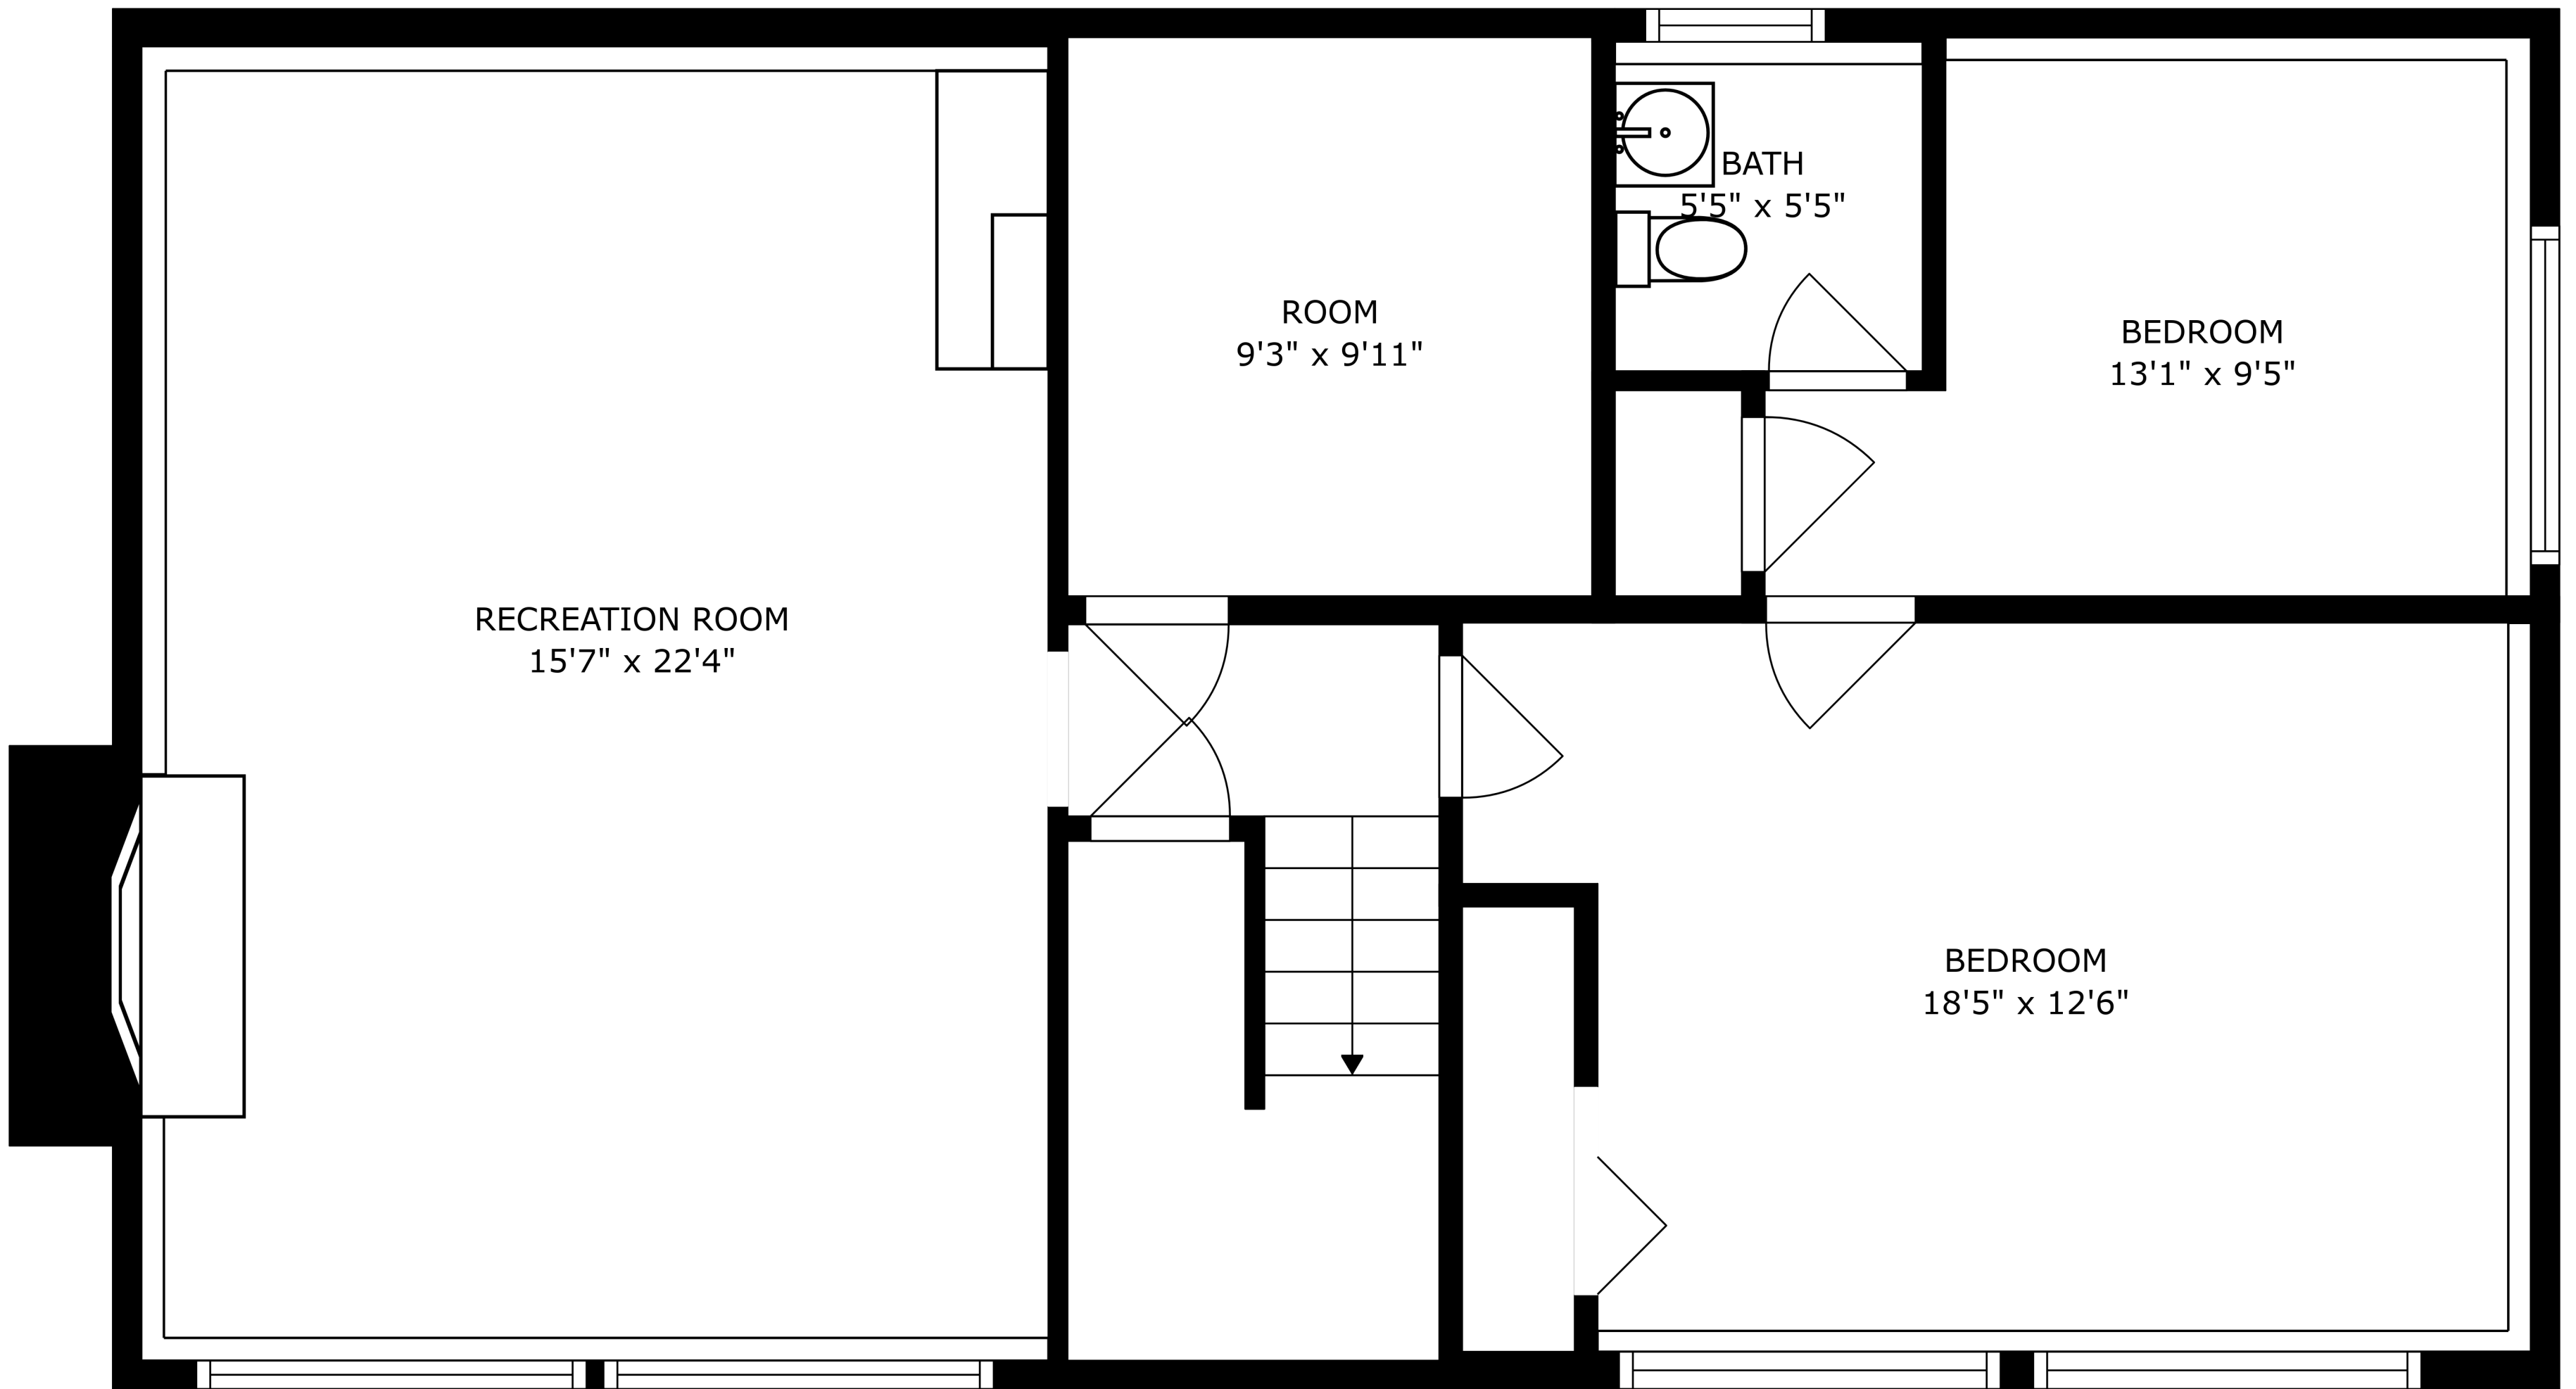 BATH
5'5" x 5'5"
ROOM
9'3" x 9'11"
BEDROOM
13'1" x 9'5"
RECREATION ROOM
15'7" x 22'4"
BEDROOM
18'5" x 12'6"